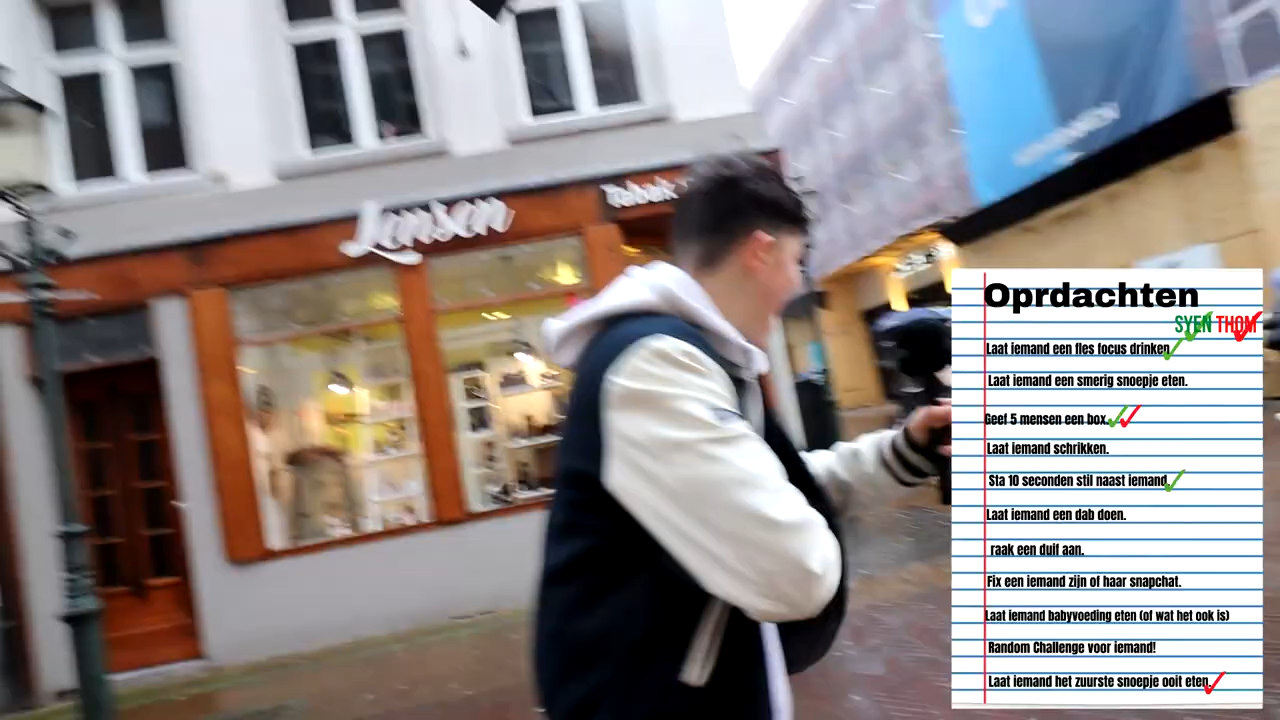 Jansen
Tabak
Oprdachten
SVEN THOM
Laat iemand een fles focus drinken
Laat iemand een smerig snoepje eten.
Geef 5 mensen een box.
Laat iemand schrikken.
Sta 10 seconden stil naast iemand
Laat iemand een dab doen.
raak een duif aan.
Fix een iemand zijn of haar snapchat.
Laat iemand babyvoeding eten (of wat het ook is)
Random Challenge voor iemand!
Laat iemand het zuurste snoepje ooit eten.